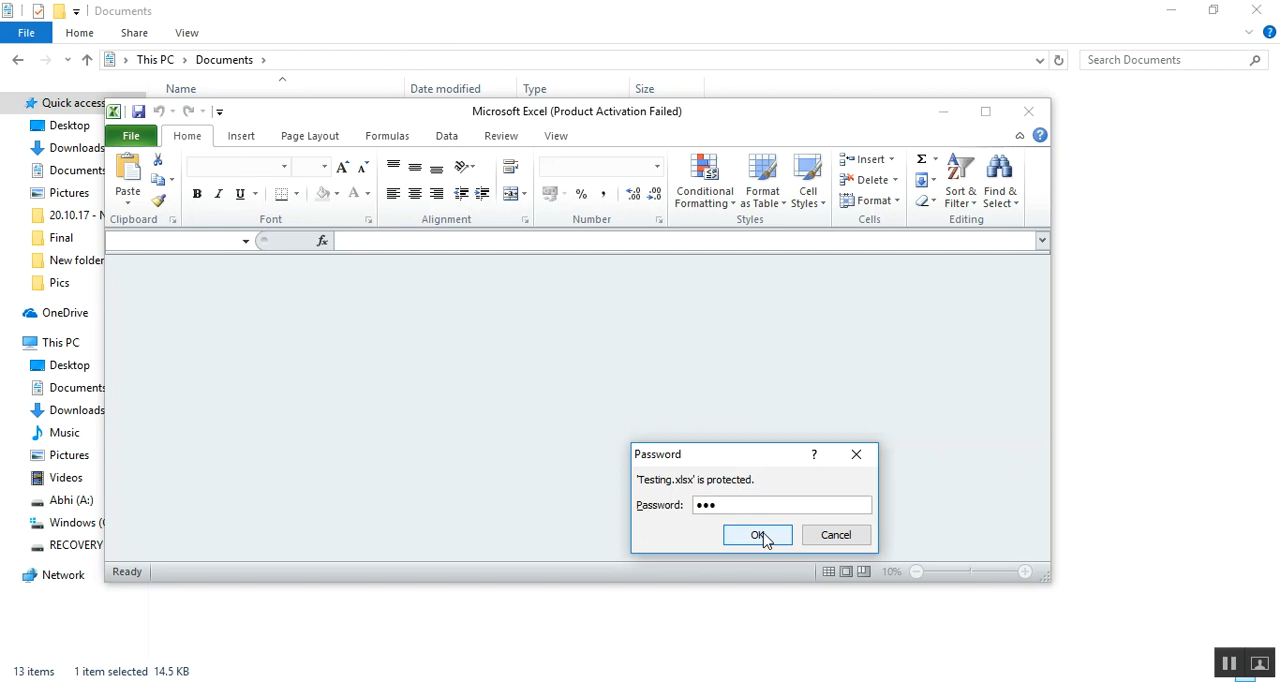 Documents
File Home Share View
This PC Documents
Search Documents
Name Date modified Type Size
Quick access
Desktop
Downloads
Documents
Pictures
20.10.17 - N
Final
New folder
Pics
OneDrive
This PC
Desktop
Documents
Downloads
Music
Pictures
Videos
Abhi (A:)
Windows (
RECOVERY
Network
Microsoft Excel (Product Activation Failed)
File Home Insert Page Layout Formulas Data Review View
Paste
Clipboard
B I U
A
Font
Alignment
%
Number
Conditional Formatting
Format as Table
Cell Styles
Styles
Insert
Delete
Format
Cells
Σ
Sort & Filter
Find & Select
Editing
fx
Password
'Testing.xlsx' is protected.
Password: •••
OK Cancel
Ready
10%
13 items 1 item selected 14.5 KB